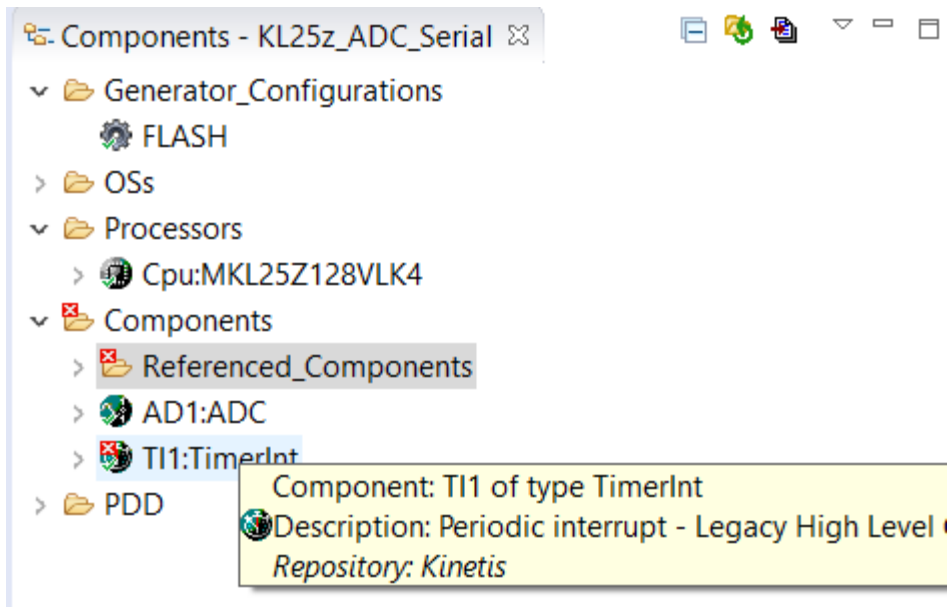 Components - KL25z_ADC_Serial
Generator_Configurations
FLASH
OSs
Processors
Cpu:MKL25Z128VLK4
Components
Referenced_Components
AD1:ADC
TI1:TimerInt
PDD
Component: TI1 of type TimerInt
Description: Periodic interrupt - Legacy High Level
Repository: Kinetis